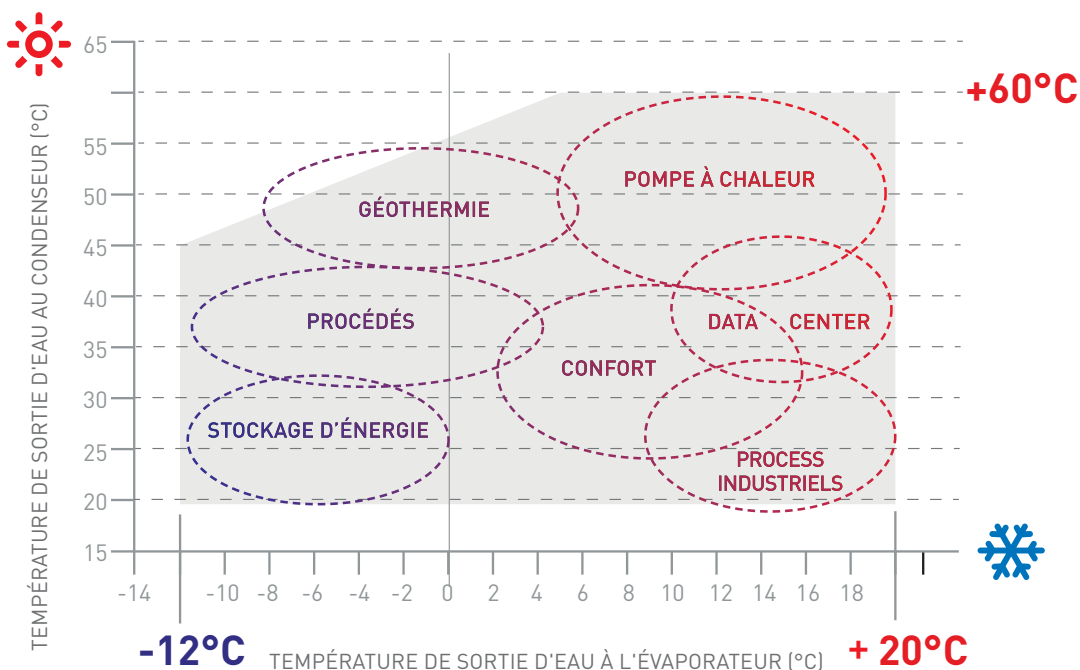 TEMPÉRATURE DE SORTIE D'EAU AU CONDENSEUR (°C)
65
+60°C
55
50
45
40
35
30
25
20
15
POMPE À CHALEUR
GÉOTHERMIE
PROCÉDÉS
DATA CENTER
CONFORT
STOCKAGE D'ÉNERGIE
PROCESS
INDUSTRIELS
-14 -10 -8 -6 -4 -2 0 2 4 6 8 10 12 14 16 18
-12°C
TEMPÉRATURE DE SORTIE D'EAU À L'ÉVAPORATEUR (°C)
+ 20°C